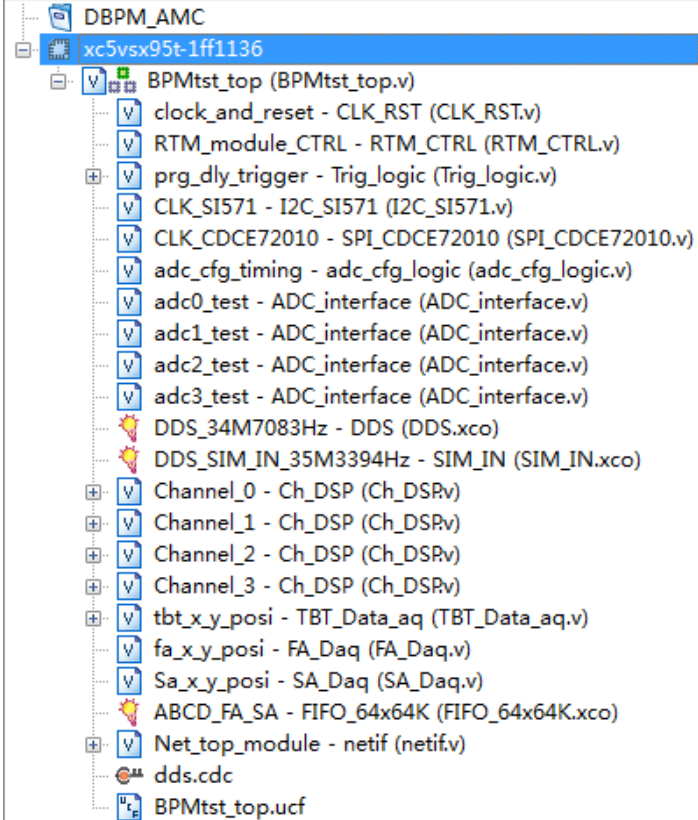 DBPM_AMC
xc5vsx95t-1ff1136
BPMtst_top (BPMtst_top.v)
clock_and_reset - CLK_RST (CLK_RST.v)
RTM_module_CTRL - RTM_CTRL (RTM_CTRL.v)
prg_dly_trigger - Trig_logic (Trig_logic.v)
CLK_SI571 - I2C_SI571 (I2C_SI571.v)
CLK_CDCE72010 - SPI_CDCE72010 (SPI_CDCE72010.v)
adc_cfg_timing - adc_cfg_logic (adc_cfg_logic.v)
adc0_test - ADC_interface (ADC_interface.v)
adc1_test - ADC_interface (ADC_interface.v)
adc2_test - ADC_interface (ADC_interface.v)
adc3_test - ADC_interface (ADC_interface.v)
DDS_34M7083Hz - DDS (DDS.xco)
DDS_SIM_IN_35M3394Hz - SIM_IN (SIM_IN.xco)
Channel_0 - Ch_DSP (Ch_DSP.v)
Channel_1 - Ch_DSP (Ch_DSP.v)
Channel_2 - Ch_DSP (Ch_DSP.v)
Channel_3 - Ch_DSP (Ch_DSP.v)
tbt_x_y_posi - TBT_Data_aq (TBT_Data_aq.v)
fa_x_y_posi - FA_Daq (FA_Daq.v)
Sa_x_y_posi - SA_Daq (SA_Daq.v)
ABCD_FA_SA - FIFO_64x64K (FIFO_64x64K.xco)
Net_top_module - netif (netif.v)
dds.cdc
BPMtst_top.ucf